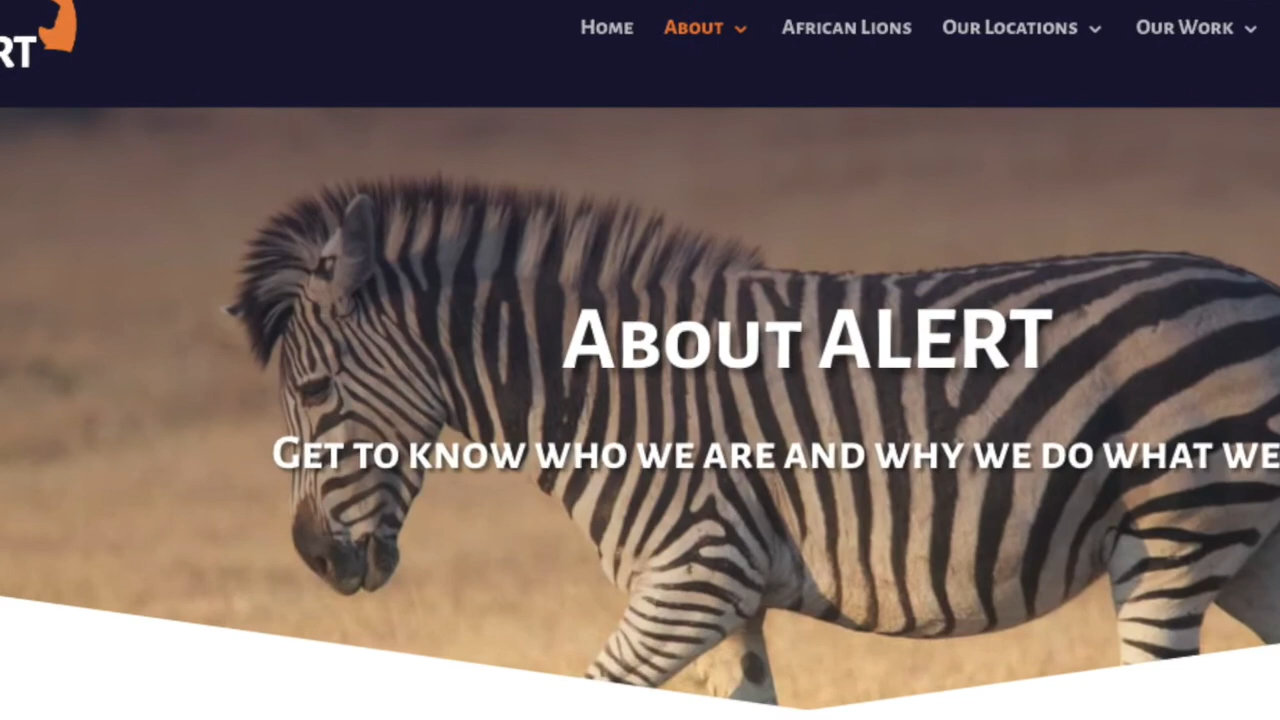 RT
Home About African Lions Our Locations Our Work
About ALERT
Get to know who we are and why we do what we